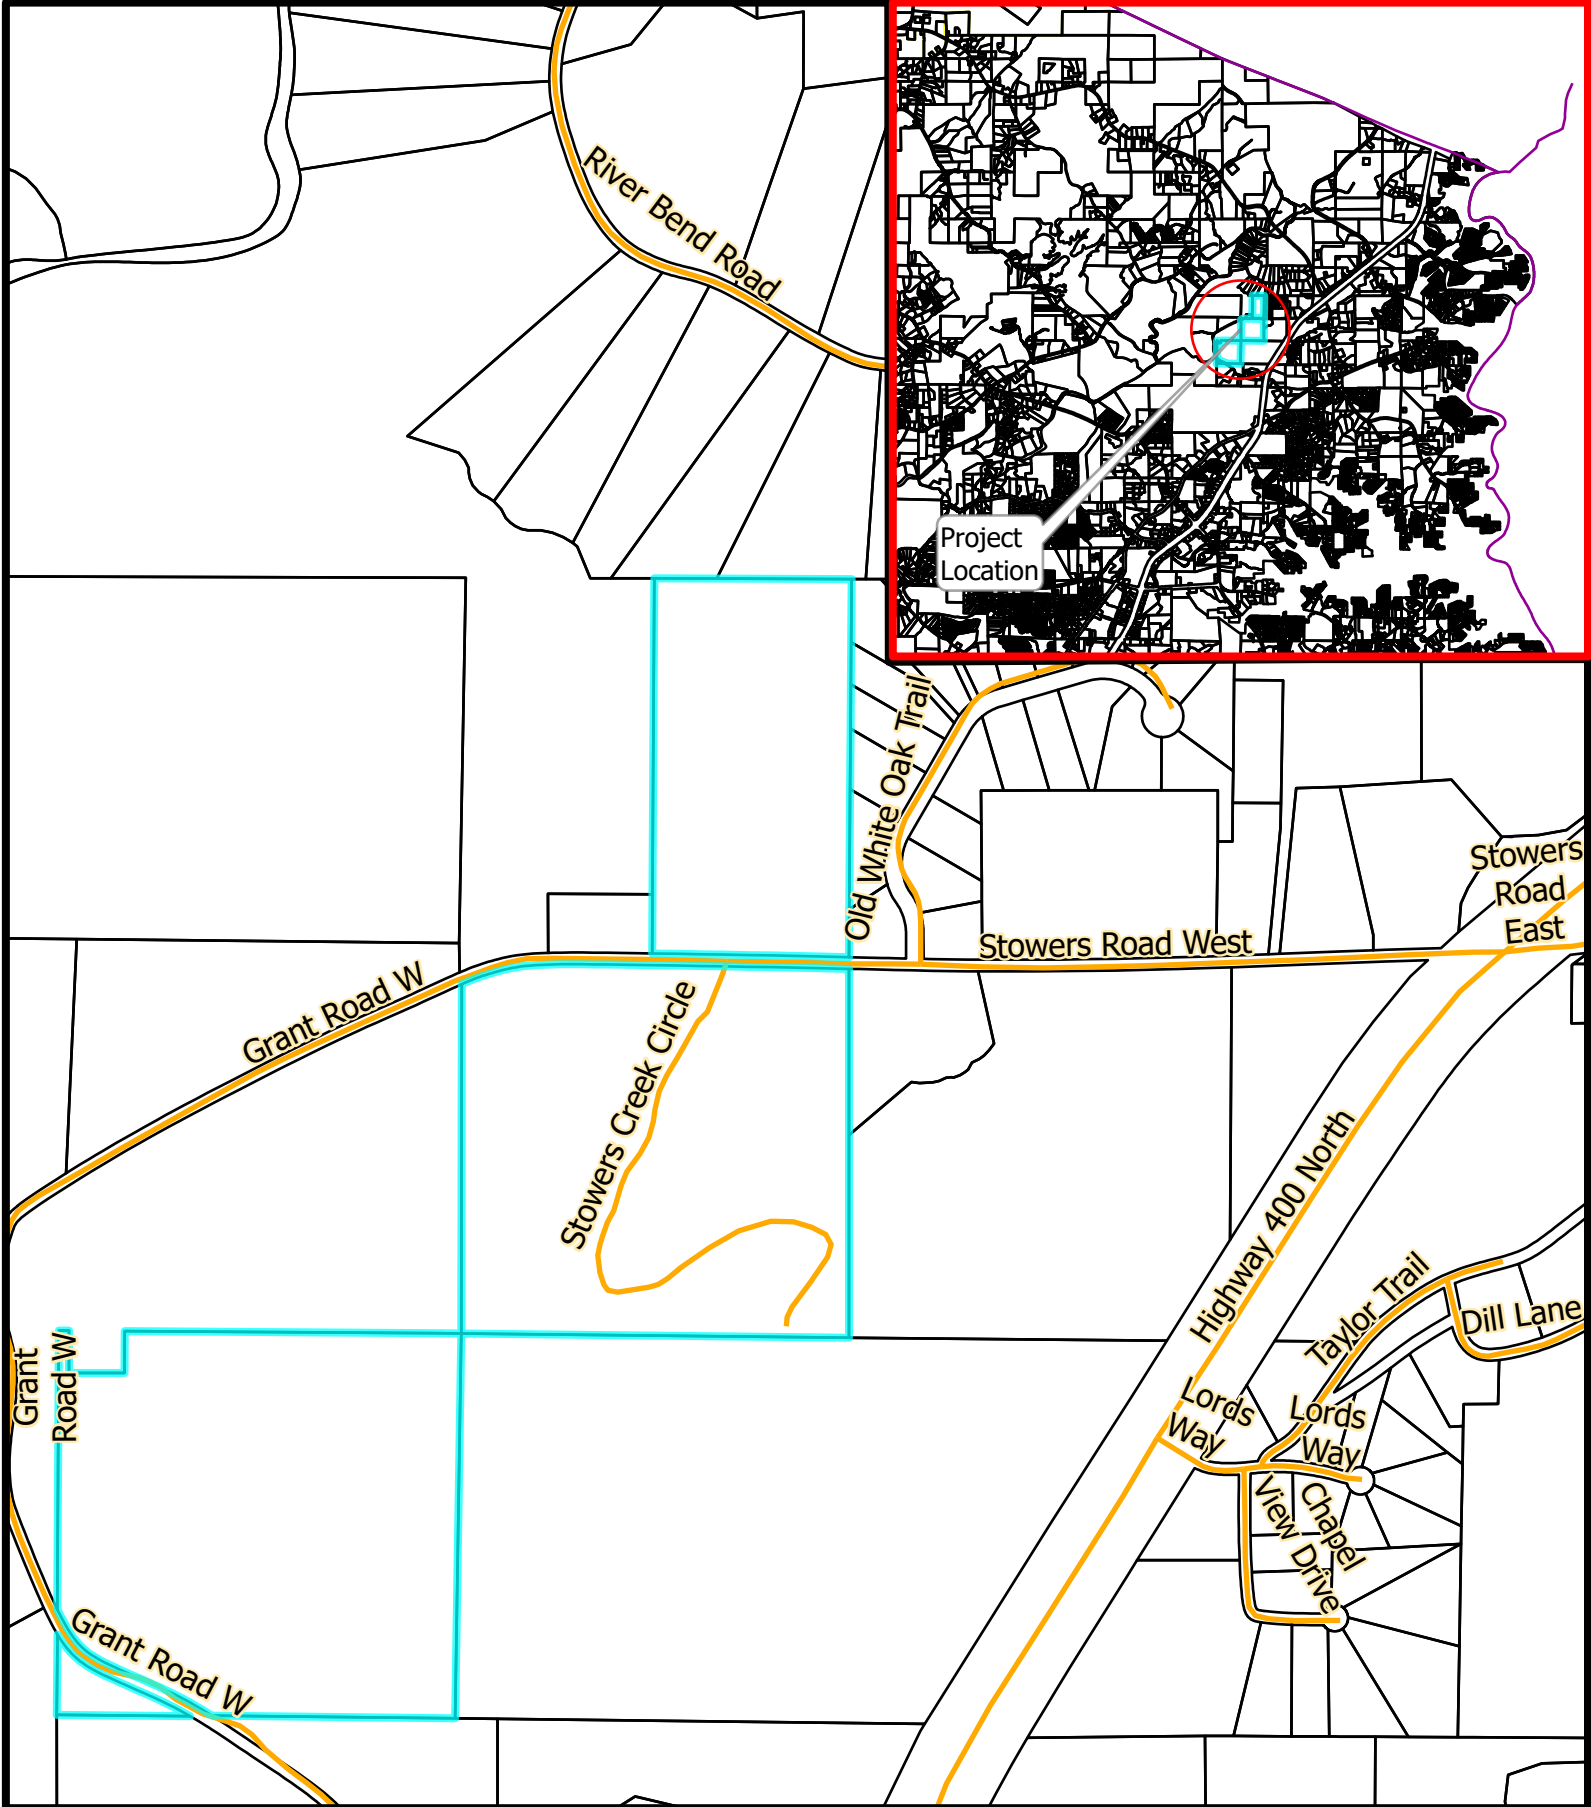 River Bend Road
Project
Location
Old White Oak Trail
Stowers
Road
East
Stowers Road West
Grant Road W
Stowers Creek Circle
Highway 400 North
Taylor Trail
Dill Lane
Grant
Road W
Lords
Way
Lords
Way
Chapel
View Drive
Grant Road W